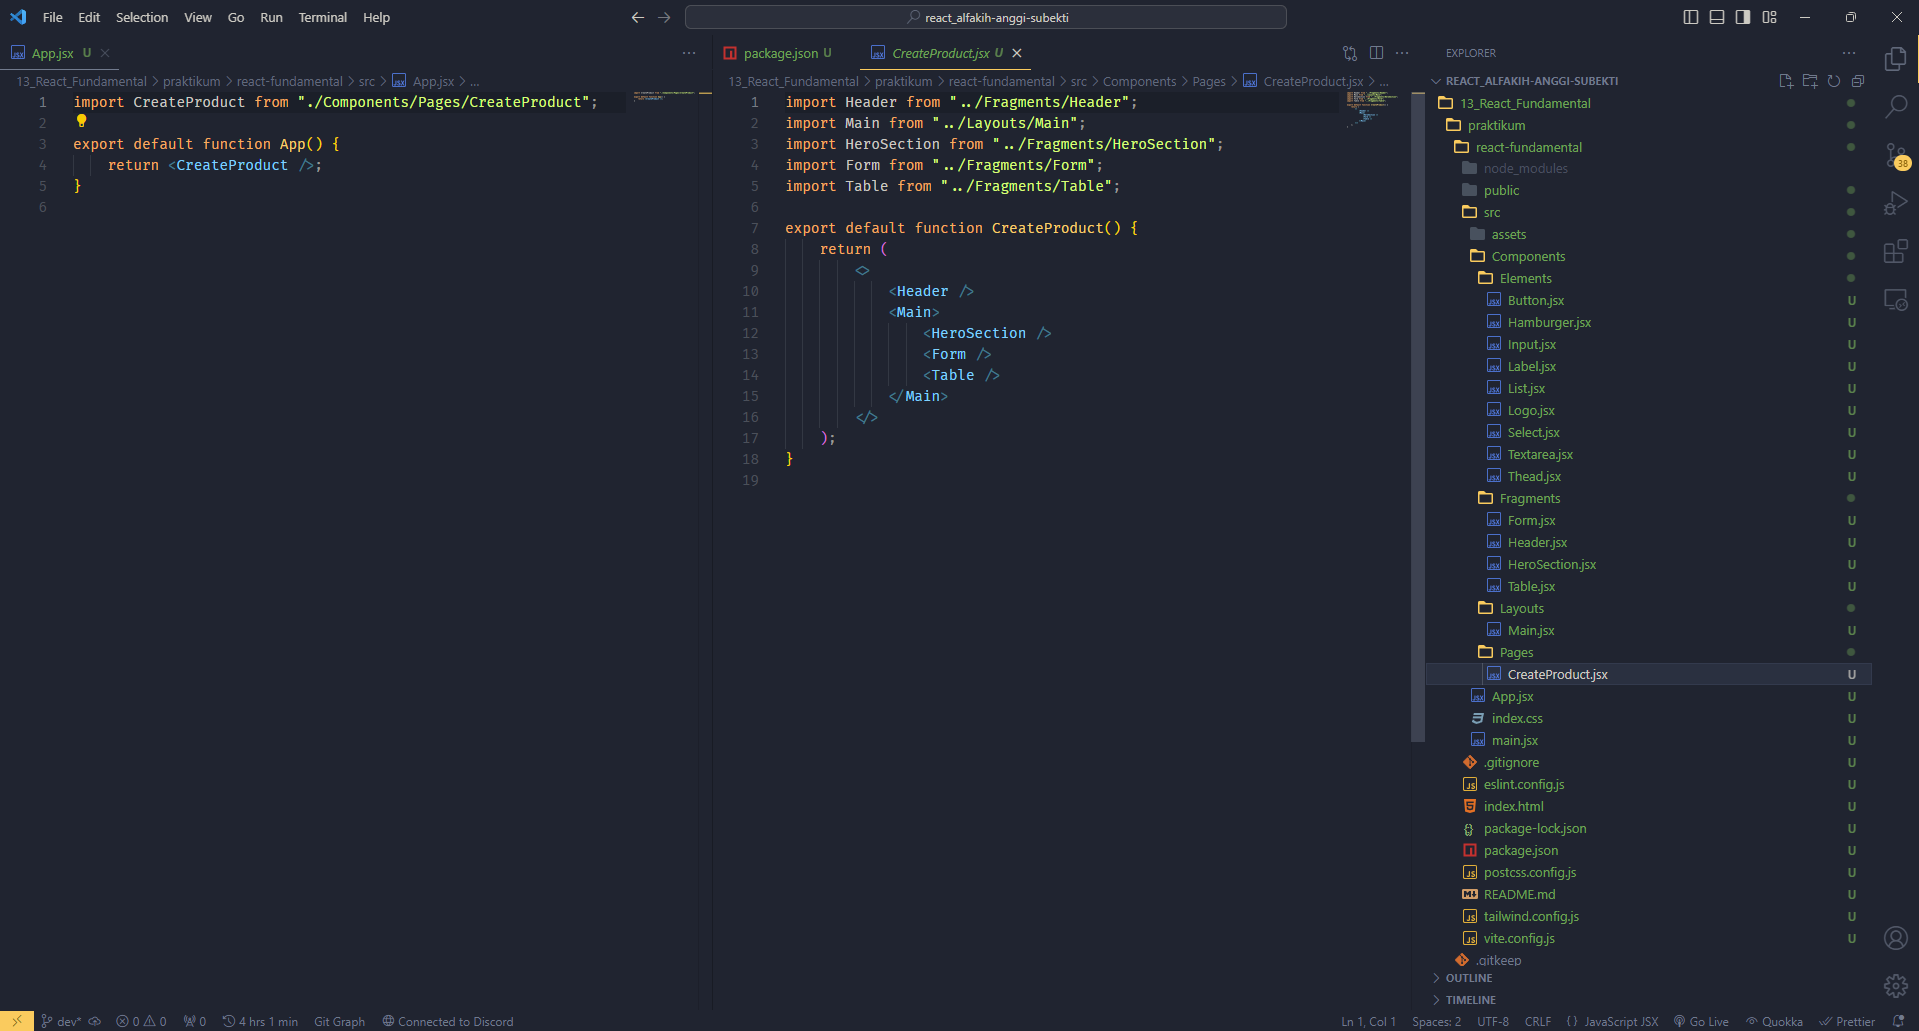 File Edit Selection View Go Run Terminal Help
react_alfakih-anggi-subekti
App.jsx U
13_React_Fundamental > praktikum > react-fundamental > src > App.jsx > ...
1 import CreateProduct from "./Components/Pages/CreateProduct";
2
3 export default function App() {
4 return <CreateProduct />;
5 }
6
package.json U
CreateProduct.jsx U
13_React_Fundamental > praktikum > react-fundamental > src > Components > Pages > CreateProduct.jsx > ...
1 import Header from "../Fragments/Header";
2 import Main from "../Layouts/Main";
3 import HeroSection from "../Fragments/HeroSection";
4 import Form from "../Fragments/Form";
5 import Table from "../Fragments/Table";
6
7 export default function CreateProduct() {
8 return (
9 <>
10 <Header />
11 <Main>
12 <HeroSection />
13 <Form />
14 <Table />
15 </Main>
16 </>
17 );
18 }
19
EXPLORER
REACT_ALFAKIH-ANGGI-SUBEKTI
13_React_Fundamental
praktikum
react-fundamental
node_modules
public
src
assets
Components
Elements
Button.jsx U
Hamburger.jsx U
Input.jsx U
Label.jsx U
List.jsx U
Logo.jsx U
Select.jsx U
Textarea.jsx U
Thead.jsx U
Fragments
Form.jsx U
Header.jsx U
HeroSection.jsx U
Table.jsx U
Layouts
Main.jsx U
Pages
CreateProduct.jsx U
App.jsx U
index.css U
main.jsx U
.gitignore U
eslint.config.js U
index.html U
package-lock.json U
package.json U
postcss.config.js U
README.md U
tailwind.config.js U
vite.config.js U
.gitkeep
OUTLINE
TIMELINE
38
dev* 0 0 0 4 hrs 1 min Git Graph Connected to Discord
Ln 1, Col 1 Spaces: 2 UTF-8 CRLF { } JavaScript JSX Go Live Quokka Prettier